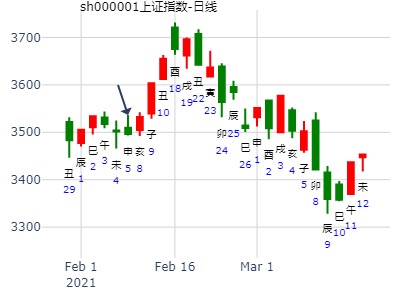 sh000001上证指数-日线
3700
3600
3500
3400
3300
丑
29
辰
1
巳
2
午
3
未
4
申
5
亥
8
子
9
丑
10
酉
18
戌
19
丑
22
寅
23
卯
24
辰
25
丑
26
申
1
酉
2
戌
3
亥
4
子
5
卯
8
辰
9
巳
10
午
11
未
12
Feb 1
2021
Feb 16
Mar 1